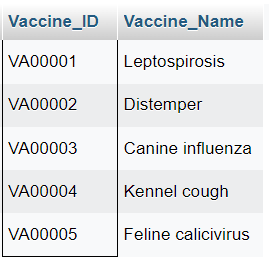 Vaccine_ID Vaccine_Name
VA00001 Leptospirosis
VA00002 Distemper
VA00003 Canine influenza
VA00004 Kennel cough
VA00005 Feline calicivirus